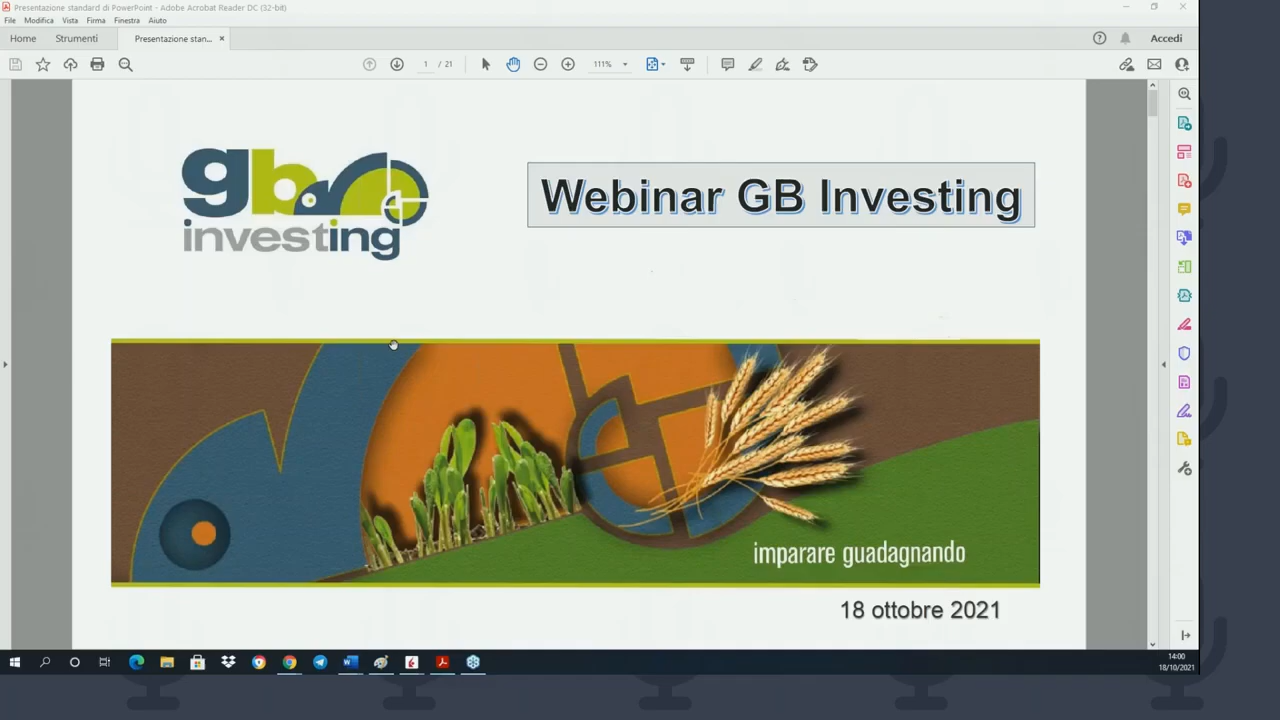 Presentazione standard di PowerPoint - Adobe Acrobat Reader DC (32-bit)
File Modifica Vista Firma Finestra Aiuto
Home Strumenti Presentazione stan... × Accedi
1 / 21 111%
gb
investing
Webinar GB Investing
imparare guadagnando
18 ottobre 2021
14:00
18/10/2021